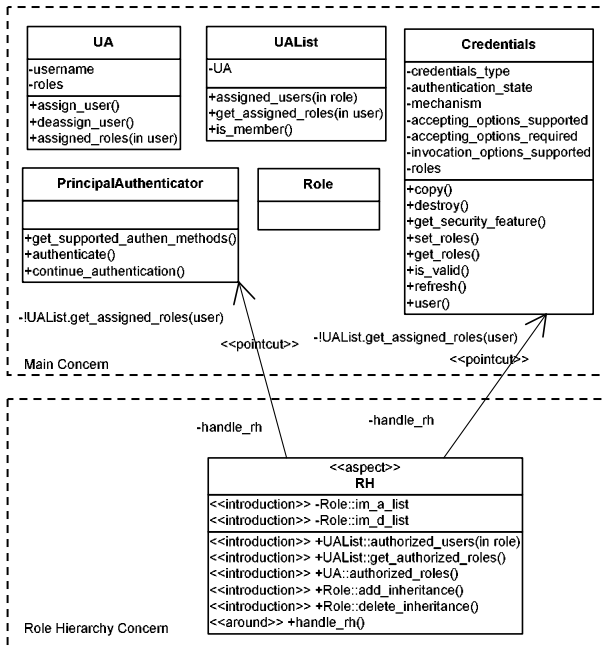 UA
-username
-roles
+assign_user()
+deassign_user()
+assigned_roles(in user)
UAList
-UA
+assigned_users(in role)
+get_assigned_roles(in user)
+is_member()
Credentials
-credentials_type
-authentication_state
-mechanism
-accepting_options_supported
-accepting_options_required
-invocation_options_supported
-roles
+copy()
+destroy()
+get_security_feature()
+set_roles()
+get_roles()
+is_valid()
+refresh()
+user()
PrincipalAuthenticator
+get_supported_authen_methods()
+authenticate()
+continue_authentication()
Role
-!UAList.get_assigned_roles(user)
<<pointcut>>
-!UAList.get_assigned_roles(user)
<<pointcut>>
Main Concern
-handle_rh
-handle_rh
<<aspect>>
RH
<<introduction>> -Role::im_a_list
<<introduction>> -Role::im_d_list
<<introduction>> +UAList::authorized_users(in role)
<<introduction>> +UAList::get_authorized_roles()
<<introduction>> +UA::authorized_roles()
<<introduction>> +Role::add_inheritance()
<<introduction>> +Role::delete_inheritance()
<<around>> +handle_rh()
Role Hierarchy Concern